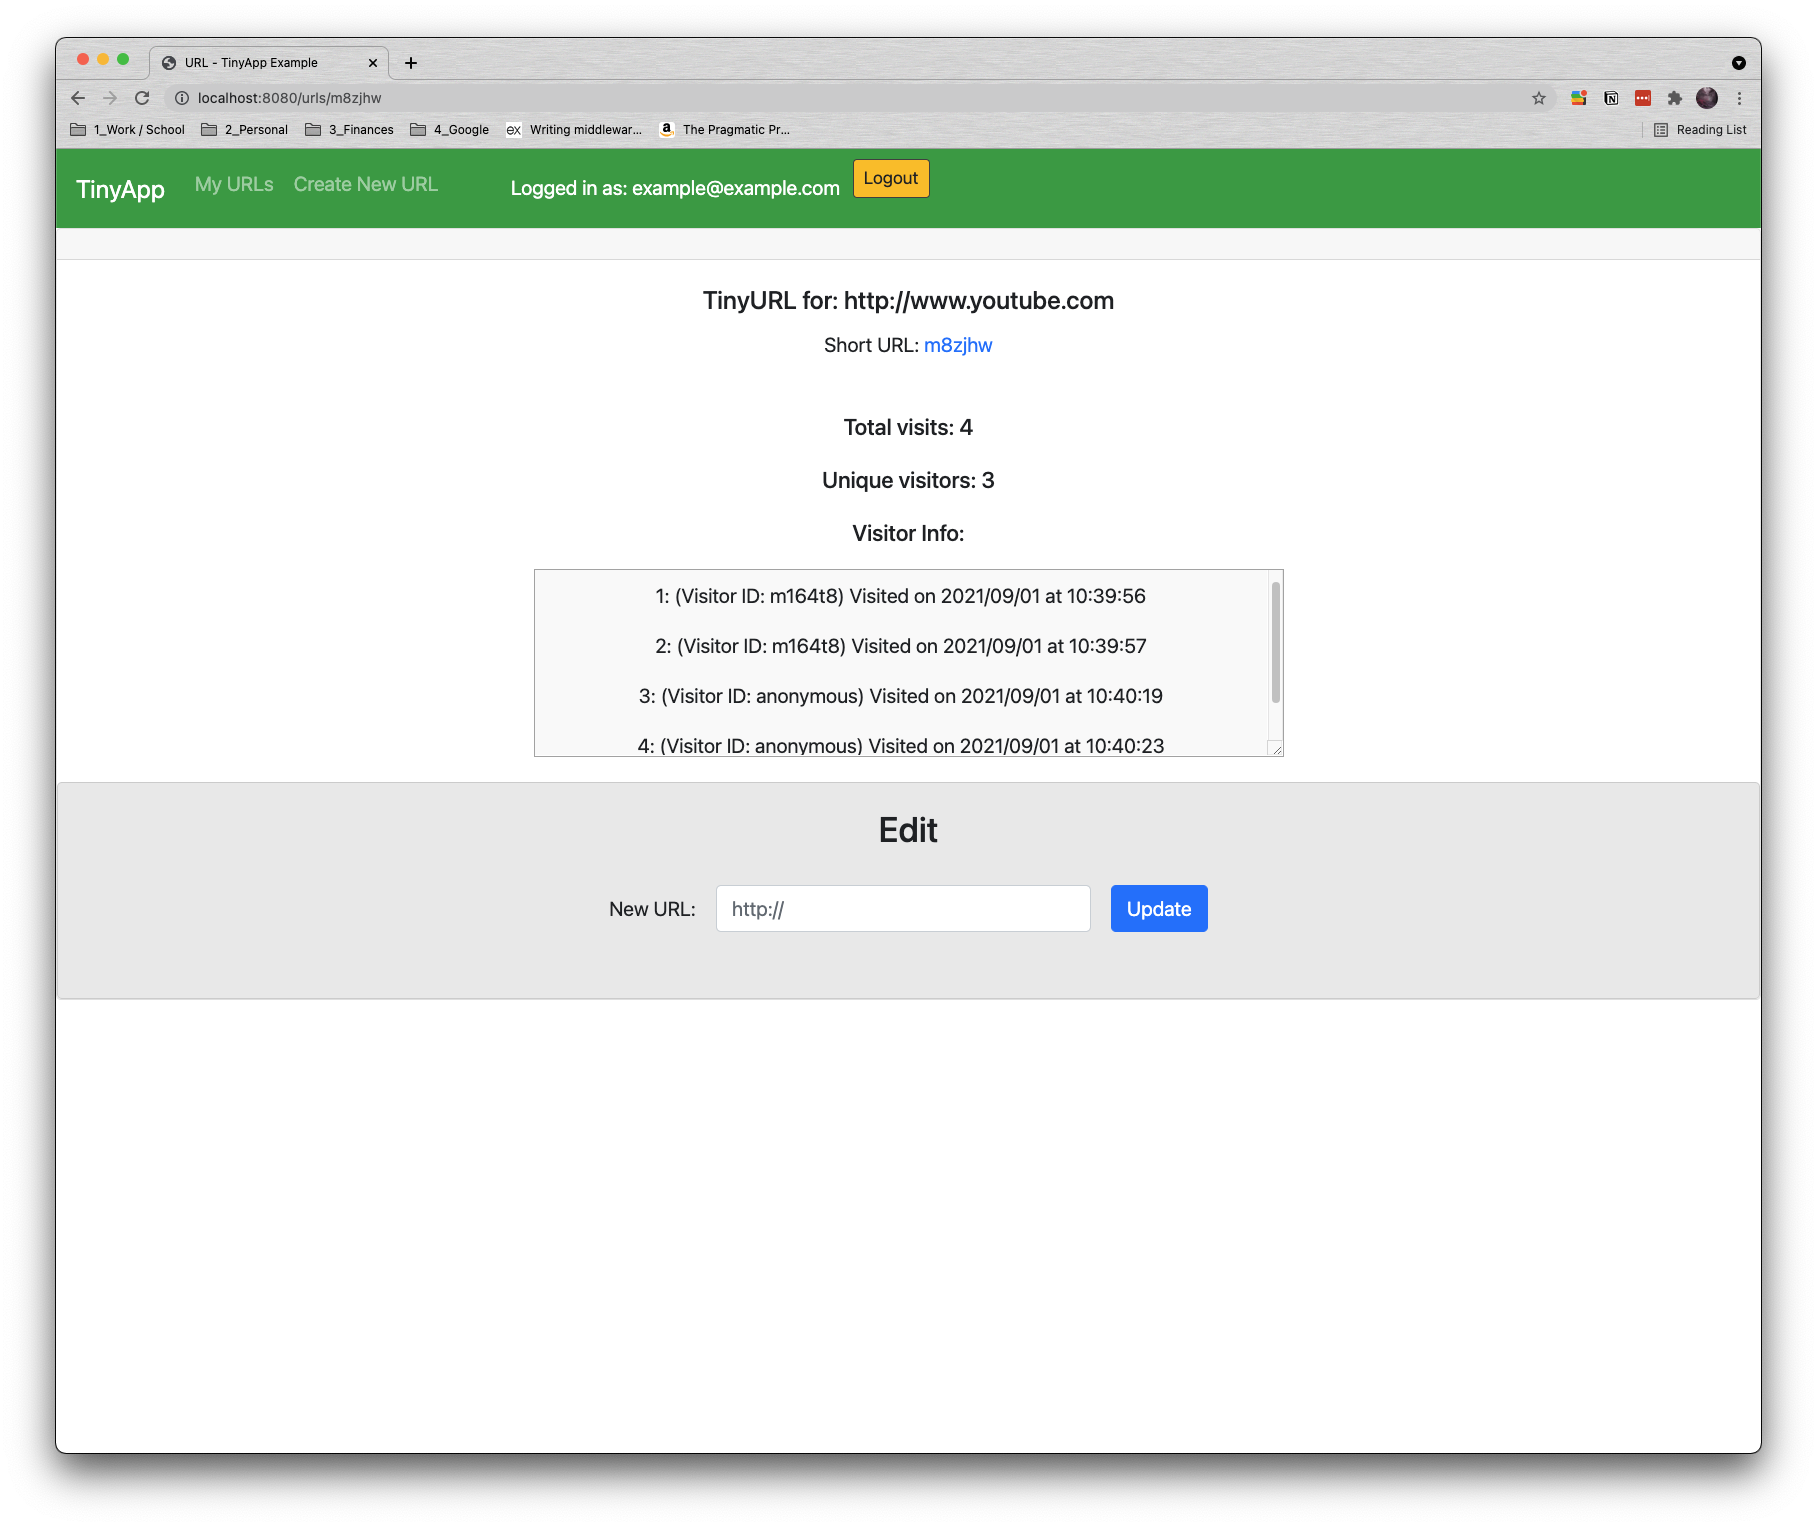 URL - TinyApp Example
localhost:8080/urls/m8zjhw
1_Work / School 2_Personal 3_Finances 4_Google ex Writing middlewar... a The Pragmatic Pr... Reading List
TinyApp My URLs Create New URL Logged in as: example@example.com Logout
TinyURL for: http://www.youtube.com
Short URL: m8zjhw
Total visits: 4
Unique visitors: 3
Visitor Info:
1: (Visitor ID: m164t8) Visited on 2021/09/01 at 10:39:56
2: (Visitor ID: m164t8) Visited on 2021/09/01 at 10:39:57
3: (Visitor ID: anonymous) Visited on 2021/09/01 at 10:40:19
4: (Visitor ID: anonymous) Visited on 2021/09/01 at 10:40:23
Edit
New URL: http:// Update